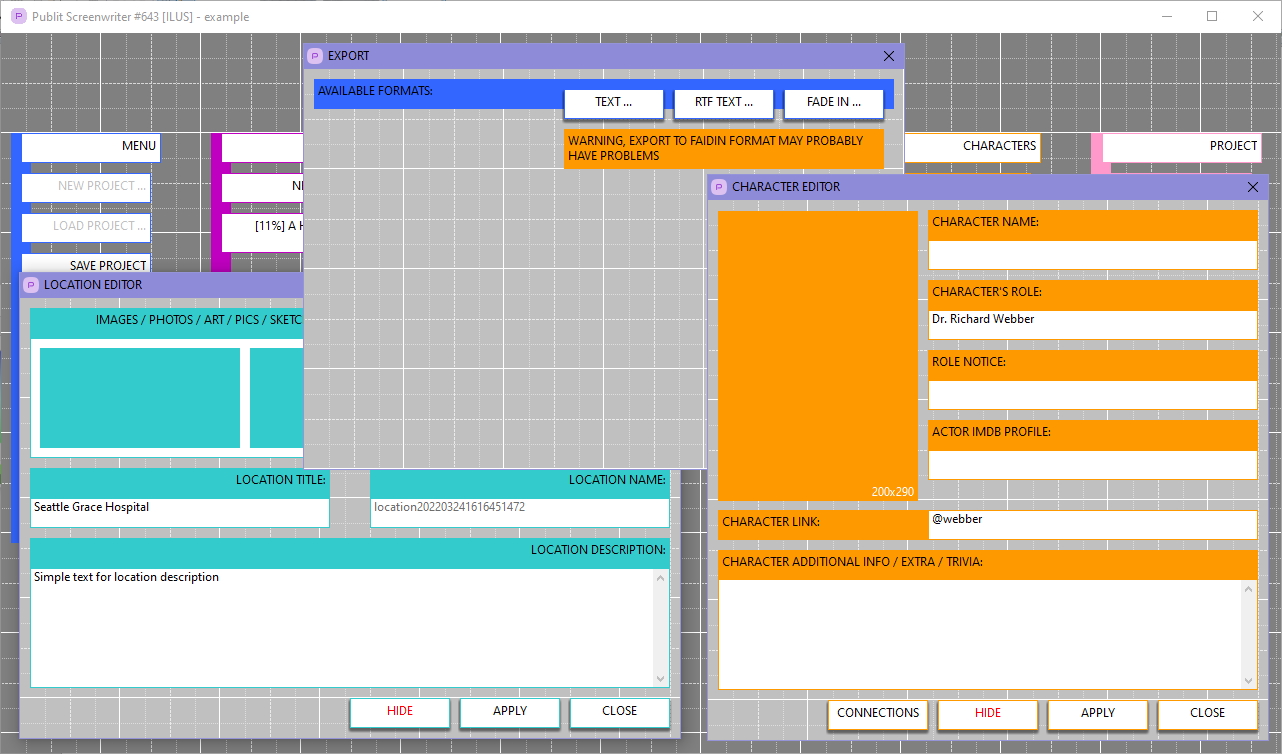 Publit Screenwriter #643 [ILUS] - example
EXPORT
AVAILABLE FORMATS:
TEXT ...
RTF TEXT ...
FADE IN ...
WARNING, EXPORT TO FAIDIN FORMAT MAY PROBABLY
HAVE PROBLEMS
MENU
NEW PROJECT ...
LOAD PROJECT ...
SAVE PROJECT
[11%] A
CHARACTERS
PROJECT
LOCATION EDITOR
IMAGES / PHOTOS / ART / PICS / SKETC
LOCATION TITLE:
Seattle Grace Hospital
LOCATION NAME:
location202203241616451472
LOCATION DESCRIPTION:
Simple text for location description
HIDE
APPLY
CLOSE
CHARACTER EDITOR
200x290
CHARACTER NAME:
CHARACTER'S ROLE:
Dr. Richard Webber
ROLE NOTICE:
ACTOR IMDB PROFILE:
CHARACTER LINK:
@webber
CHARACTER ADDITIONAL INFO / EXTRA / TRIVIA:
CONNECTIONS
HIDE
APPLY
CLOSE